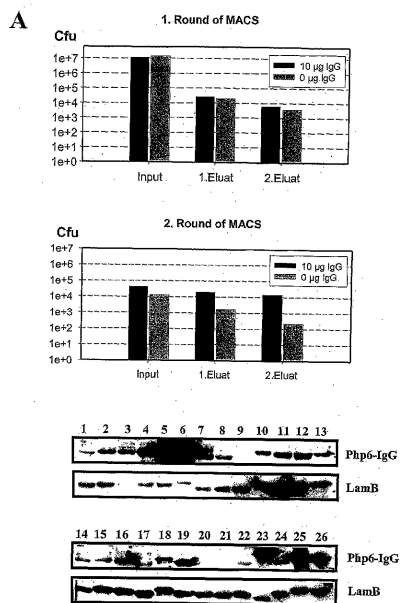 A
1. Round of MACS
Cfu
10 µg IgG
0 µg IgG
1e+7
1e+6
1e+5
1e+4
1e+3
1e+2
1e+1
1e+0
Input 1.Eluat 2.Eluat
2. Round of MACS
Cfu
10 µg IgG
0 µg IgG
1e+7
1e+6
1e+5
1e+4
1e+3
1e+2
1e+1
1e+0
Input 1.Eluat 2.Eluat
1 2 3 4 5 6 7 8 9 10 11 12 13
Php6-IgG
LamB
14 15 16 17 18 19 20 21 22 23 24 25 26
Php6-IgG
LamB